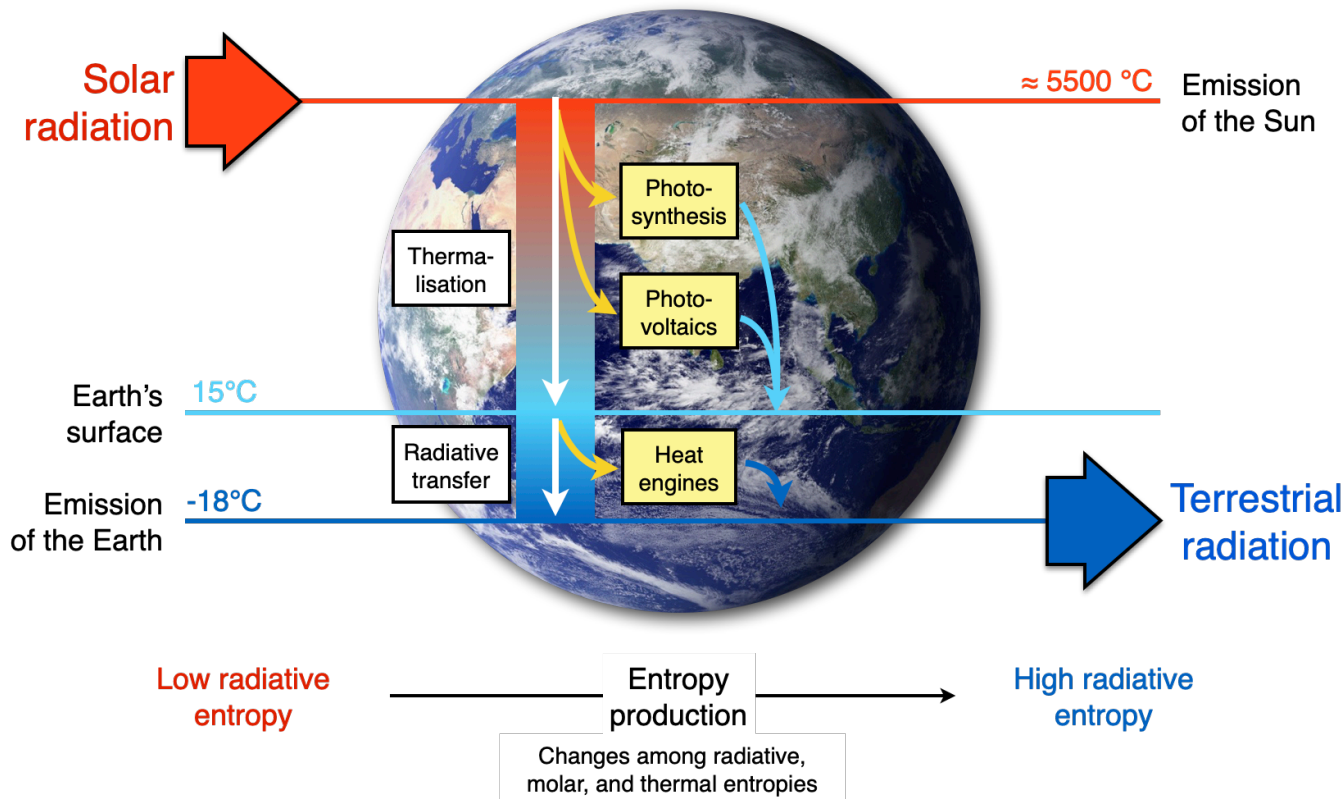 Solar
radiation
≈ 5500 °C
Emission
of the Sun
Photo-
synthesis
Therma-
lisation
Photo-
voltaics
Earth's
surface
15°C
Radiative
transfer
Heat
engines
Emission
of the Earth
-18°C
Terrestrial
radiation
Low radiative
entropy
Entropy
production
High radiative
entropy
Changes among radiative,
molar, and thermal entropies